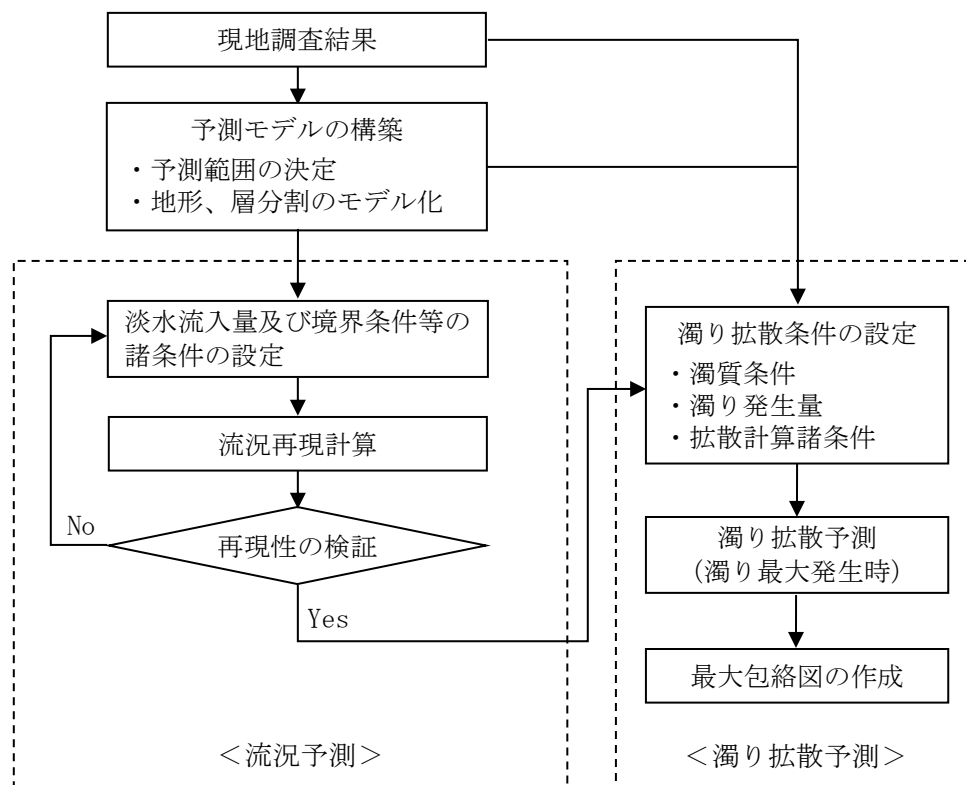 現地調査結果
予測モデルの構築
・予測範囲の決定
・地形、層分割のモデル化
淡水流入量及び境界条件等の
諸条件の設定
流況再現計算
No
再現性の検証
Yes
＜流況予測＞
濁り拡散条件の設定
・濁質条件
・濁り発生量
・拡散計算諸条件
濁り拡散予測
（濁り最大発生時）
最大包絡図の作成
＜濁り拡散予測＞